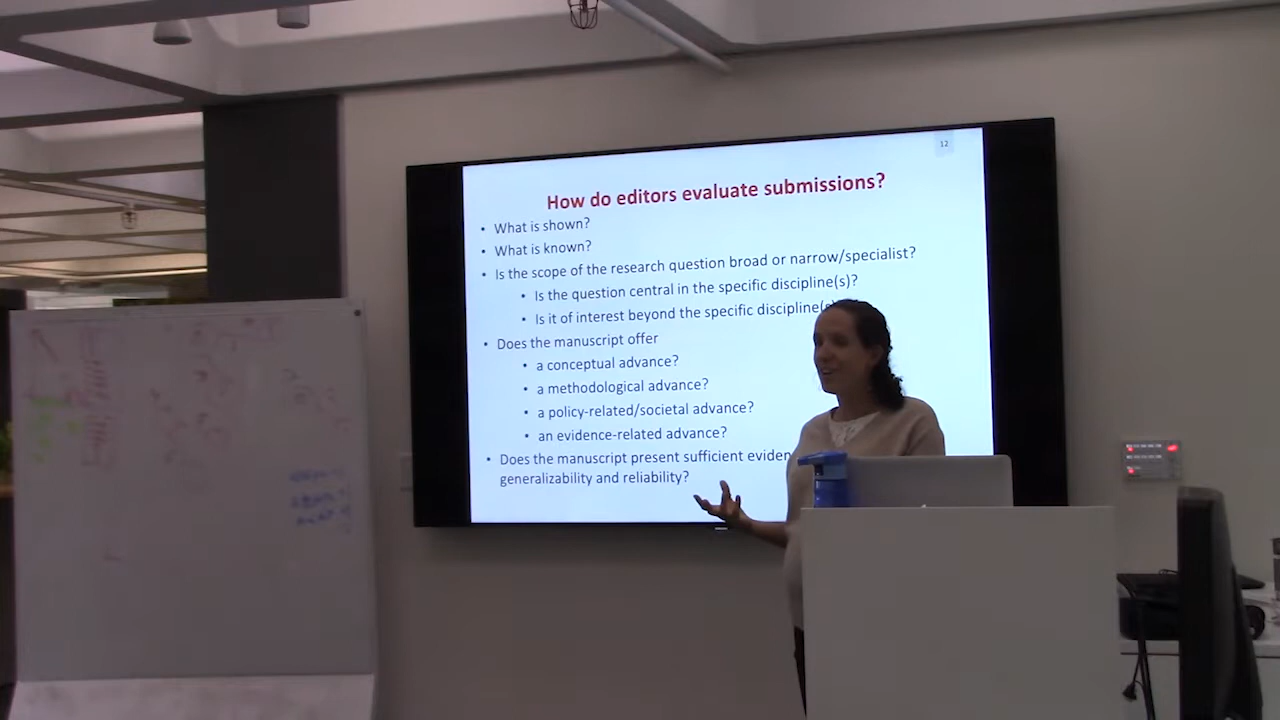 12
How do editors evaluate submissions?
• What is shown?
• What is known?
• Is the scope of the research question broad or narrow/specialist?
• Is the question central in the specific discipline(s)?
• Is it of interest beyond the specific
• Does the manuscript offer
• a conceptual advance?
• a methodological advance?
• a policy-related/societal advance?
• an evidence-related advance?
• Does the manuscript present sufficient
generalizability and reliability?